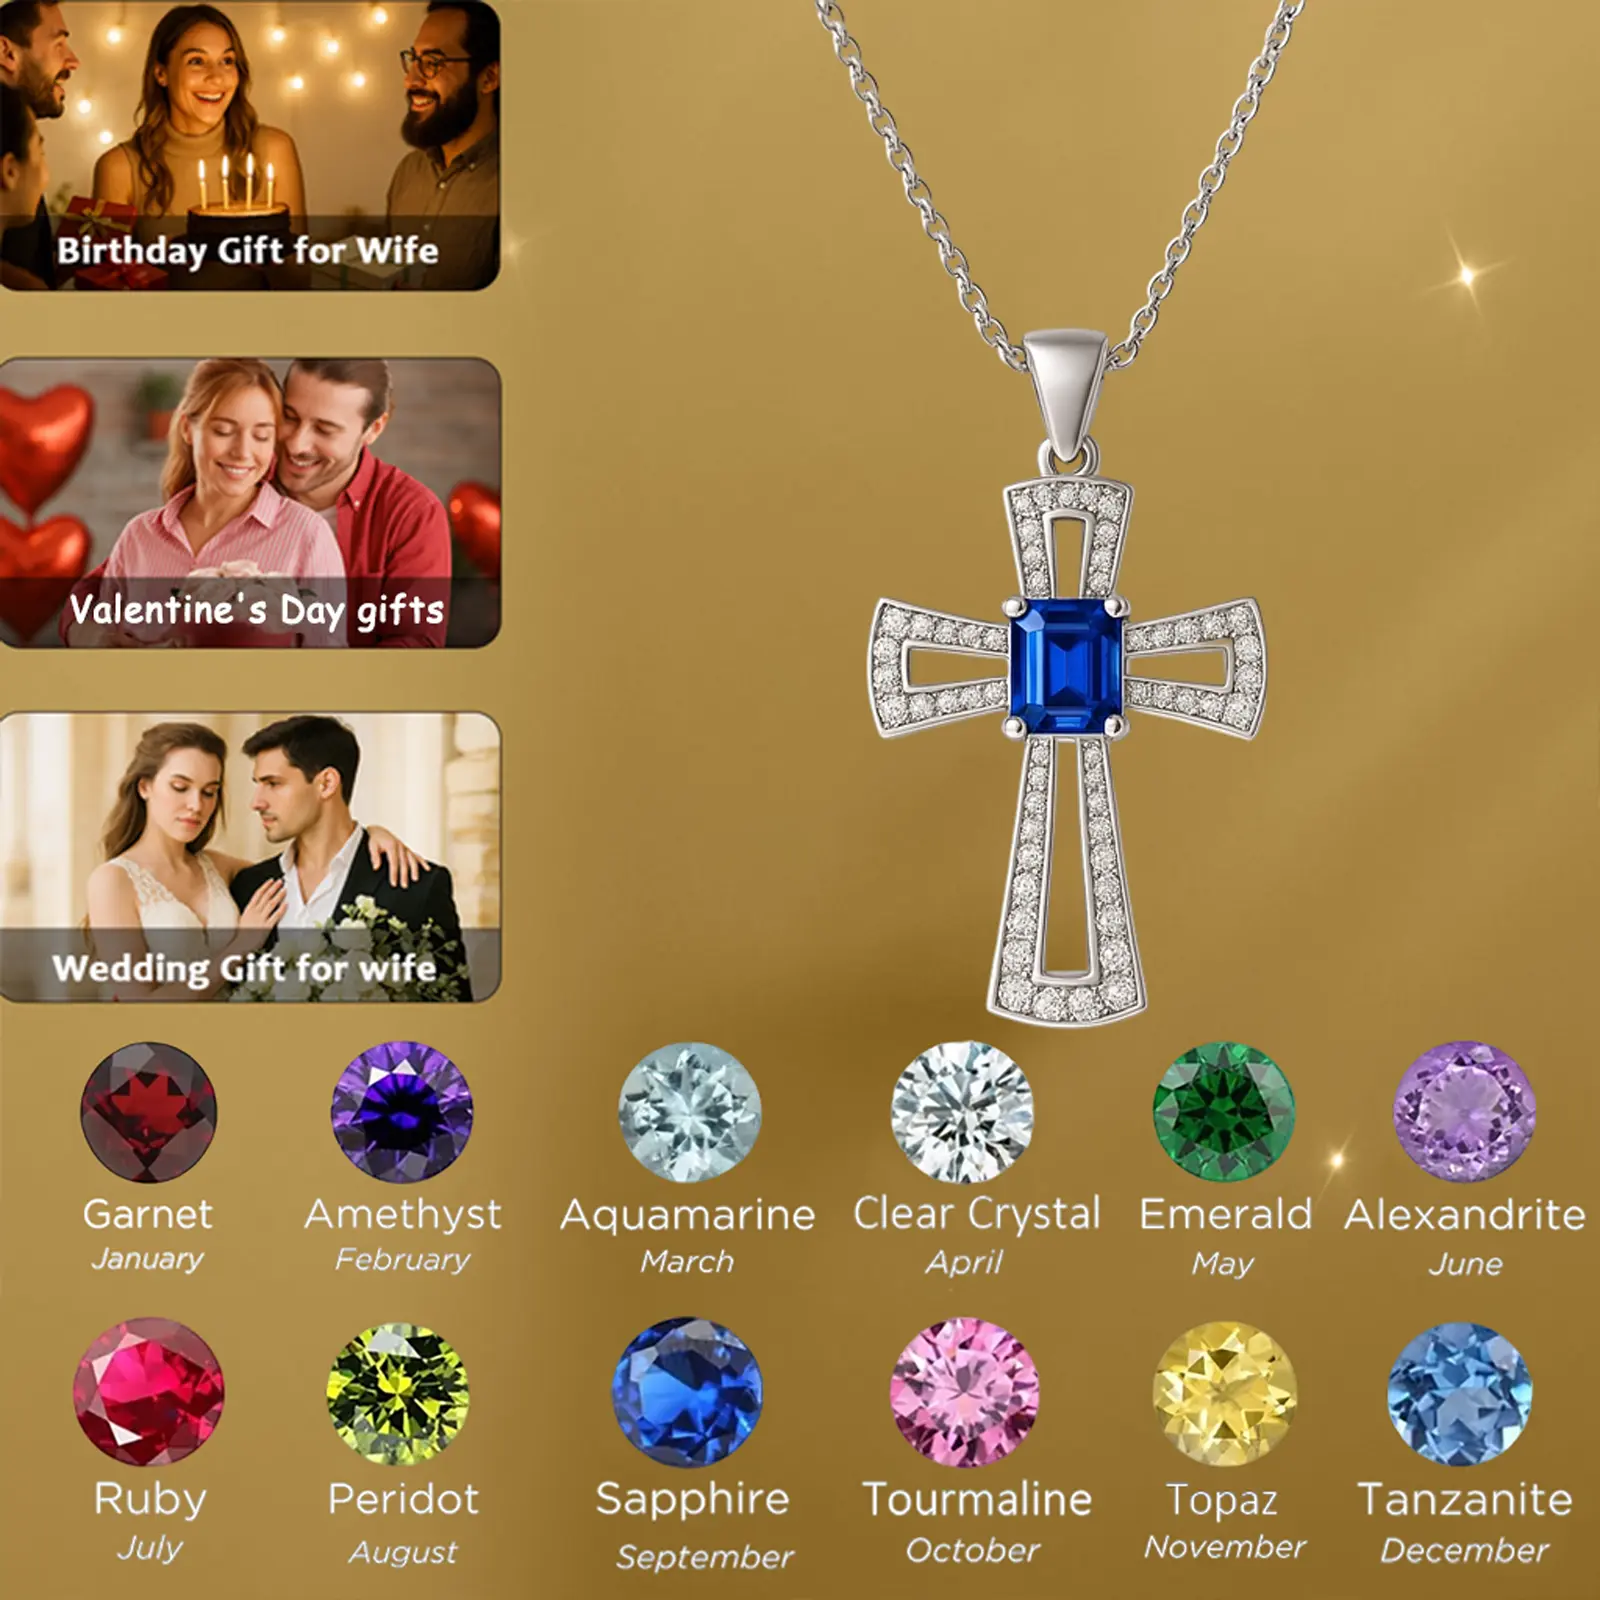 Birthday Gift for Wife
Valentine's Day gifts
Wedding Gift for wife
Garnet Amethyst Aquamarine Clear Crystal Emerald Alexandrite
January February March April May June
Ruby Peridot Sapphire Tourmaline Topaz Tanzanite
July August September October November December